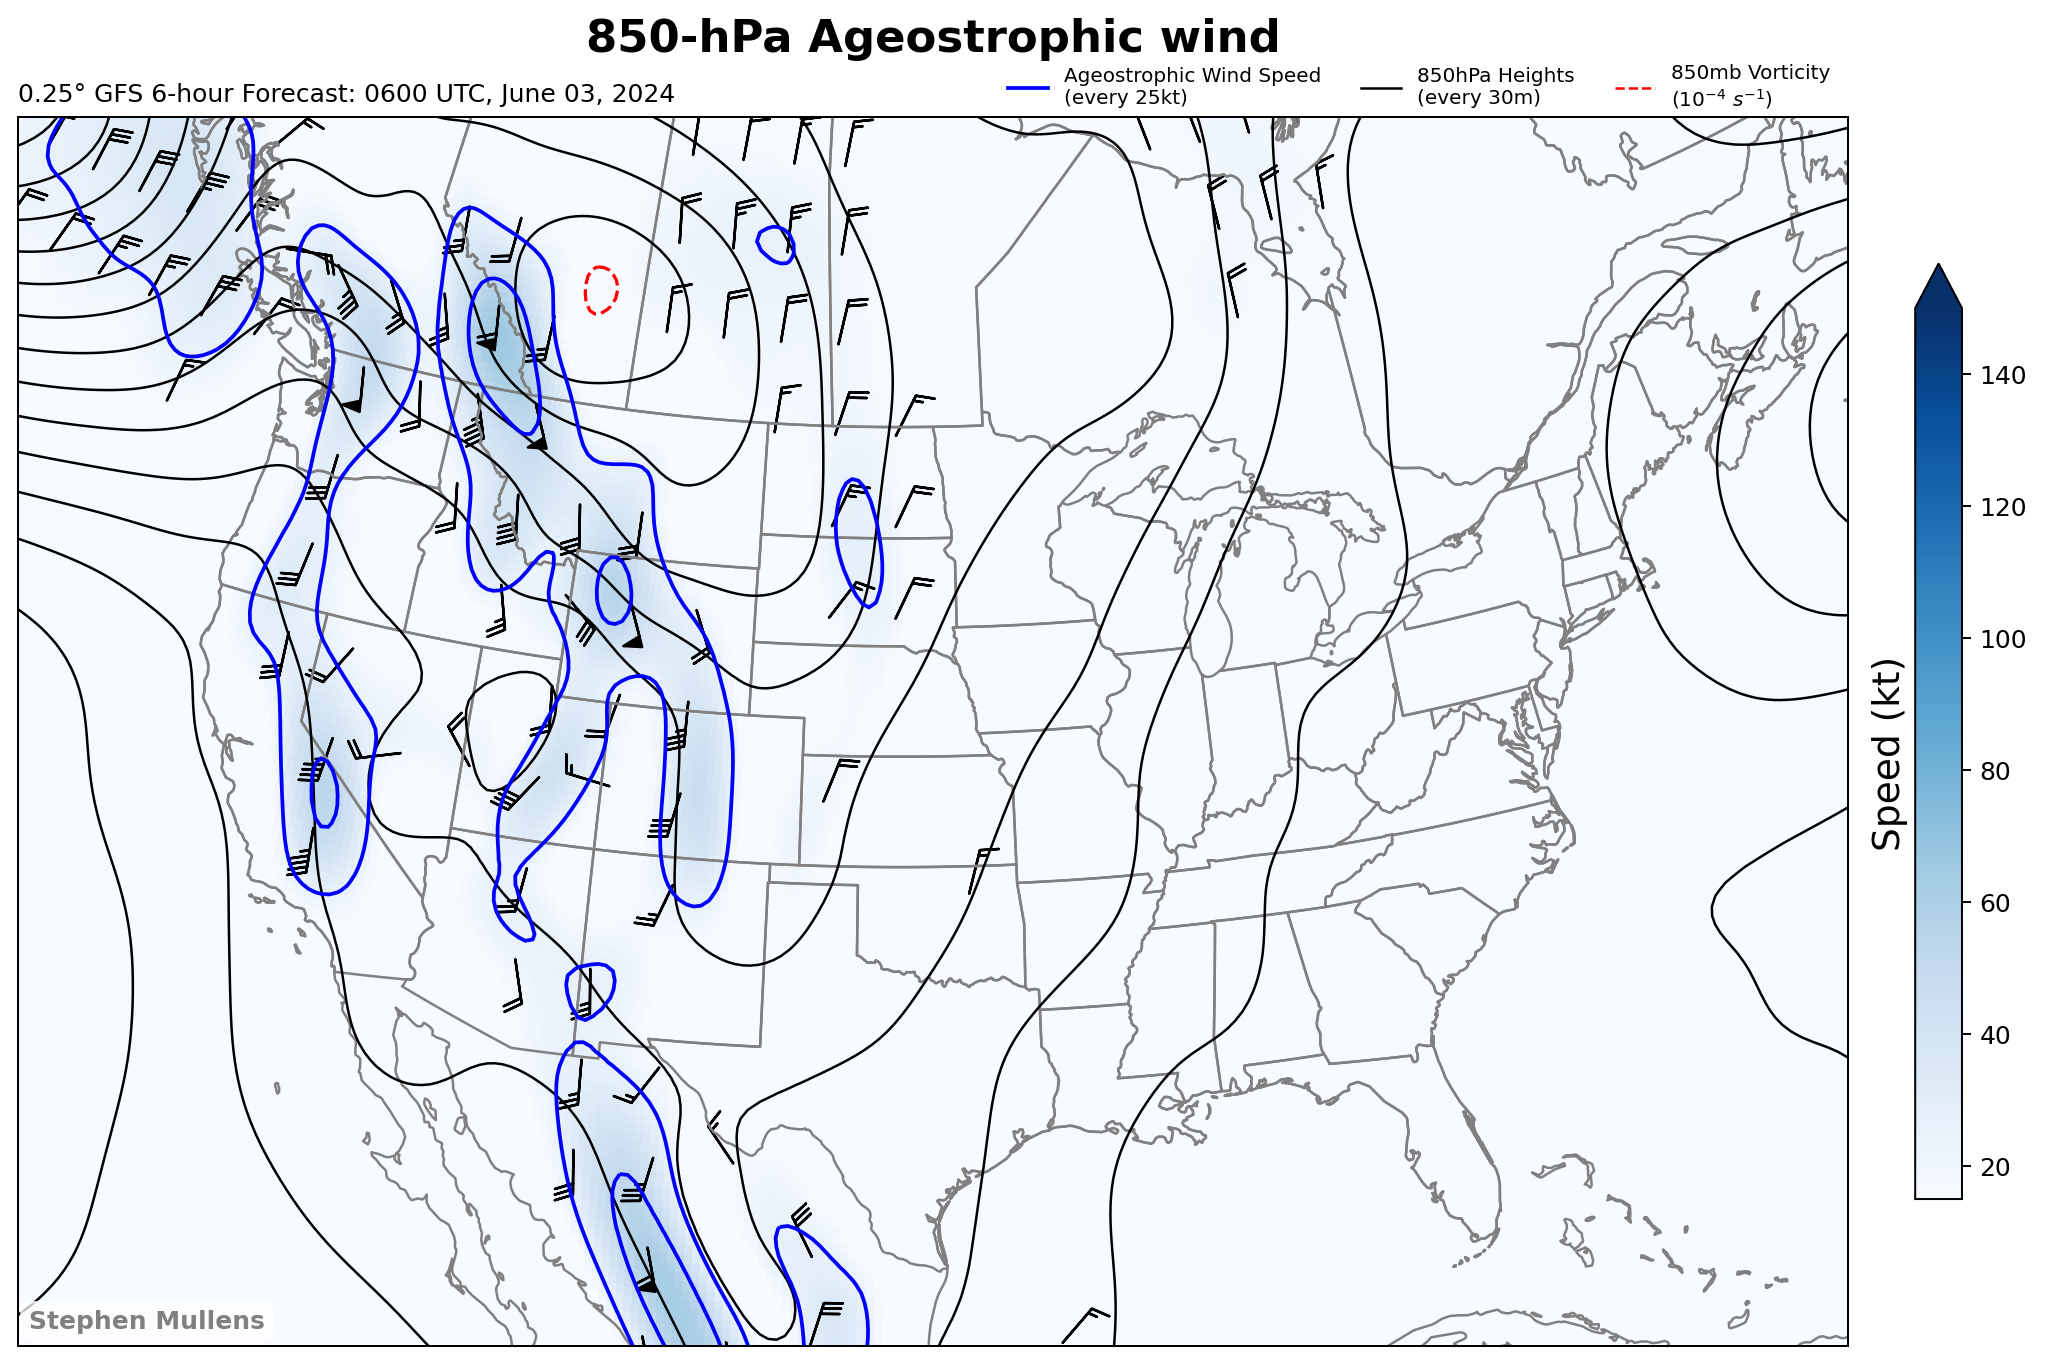 850-hPa Ageostrophic wind
0.25° GFS 6-hour Forecast: 0600 UTC, June 03, 2024
Ageostrophic Wind Speed
(every 25kt)
850hPa Heights
(every 30m)
850mb Vorticity
(10⁻⁴ s⁻¹)
140
120
100
80
60
40
20
Speed (kt)
Stephen Mullens